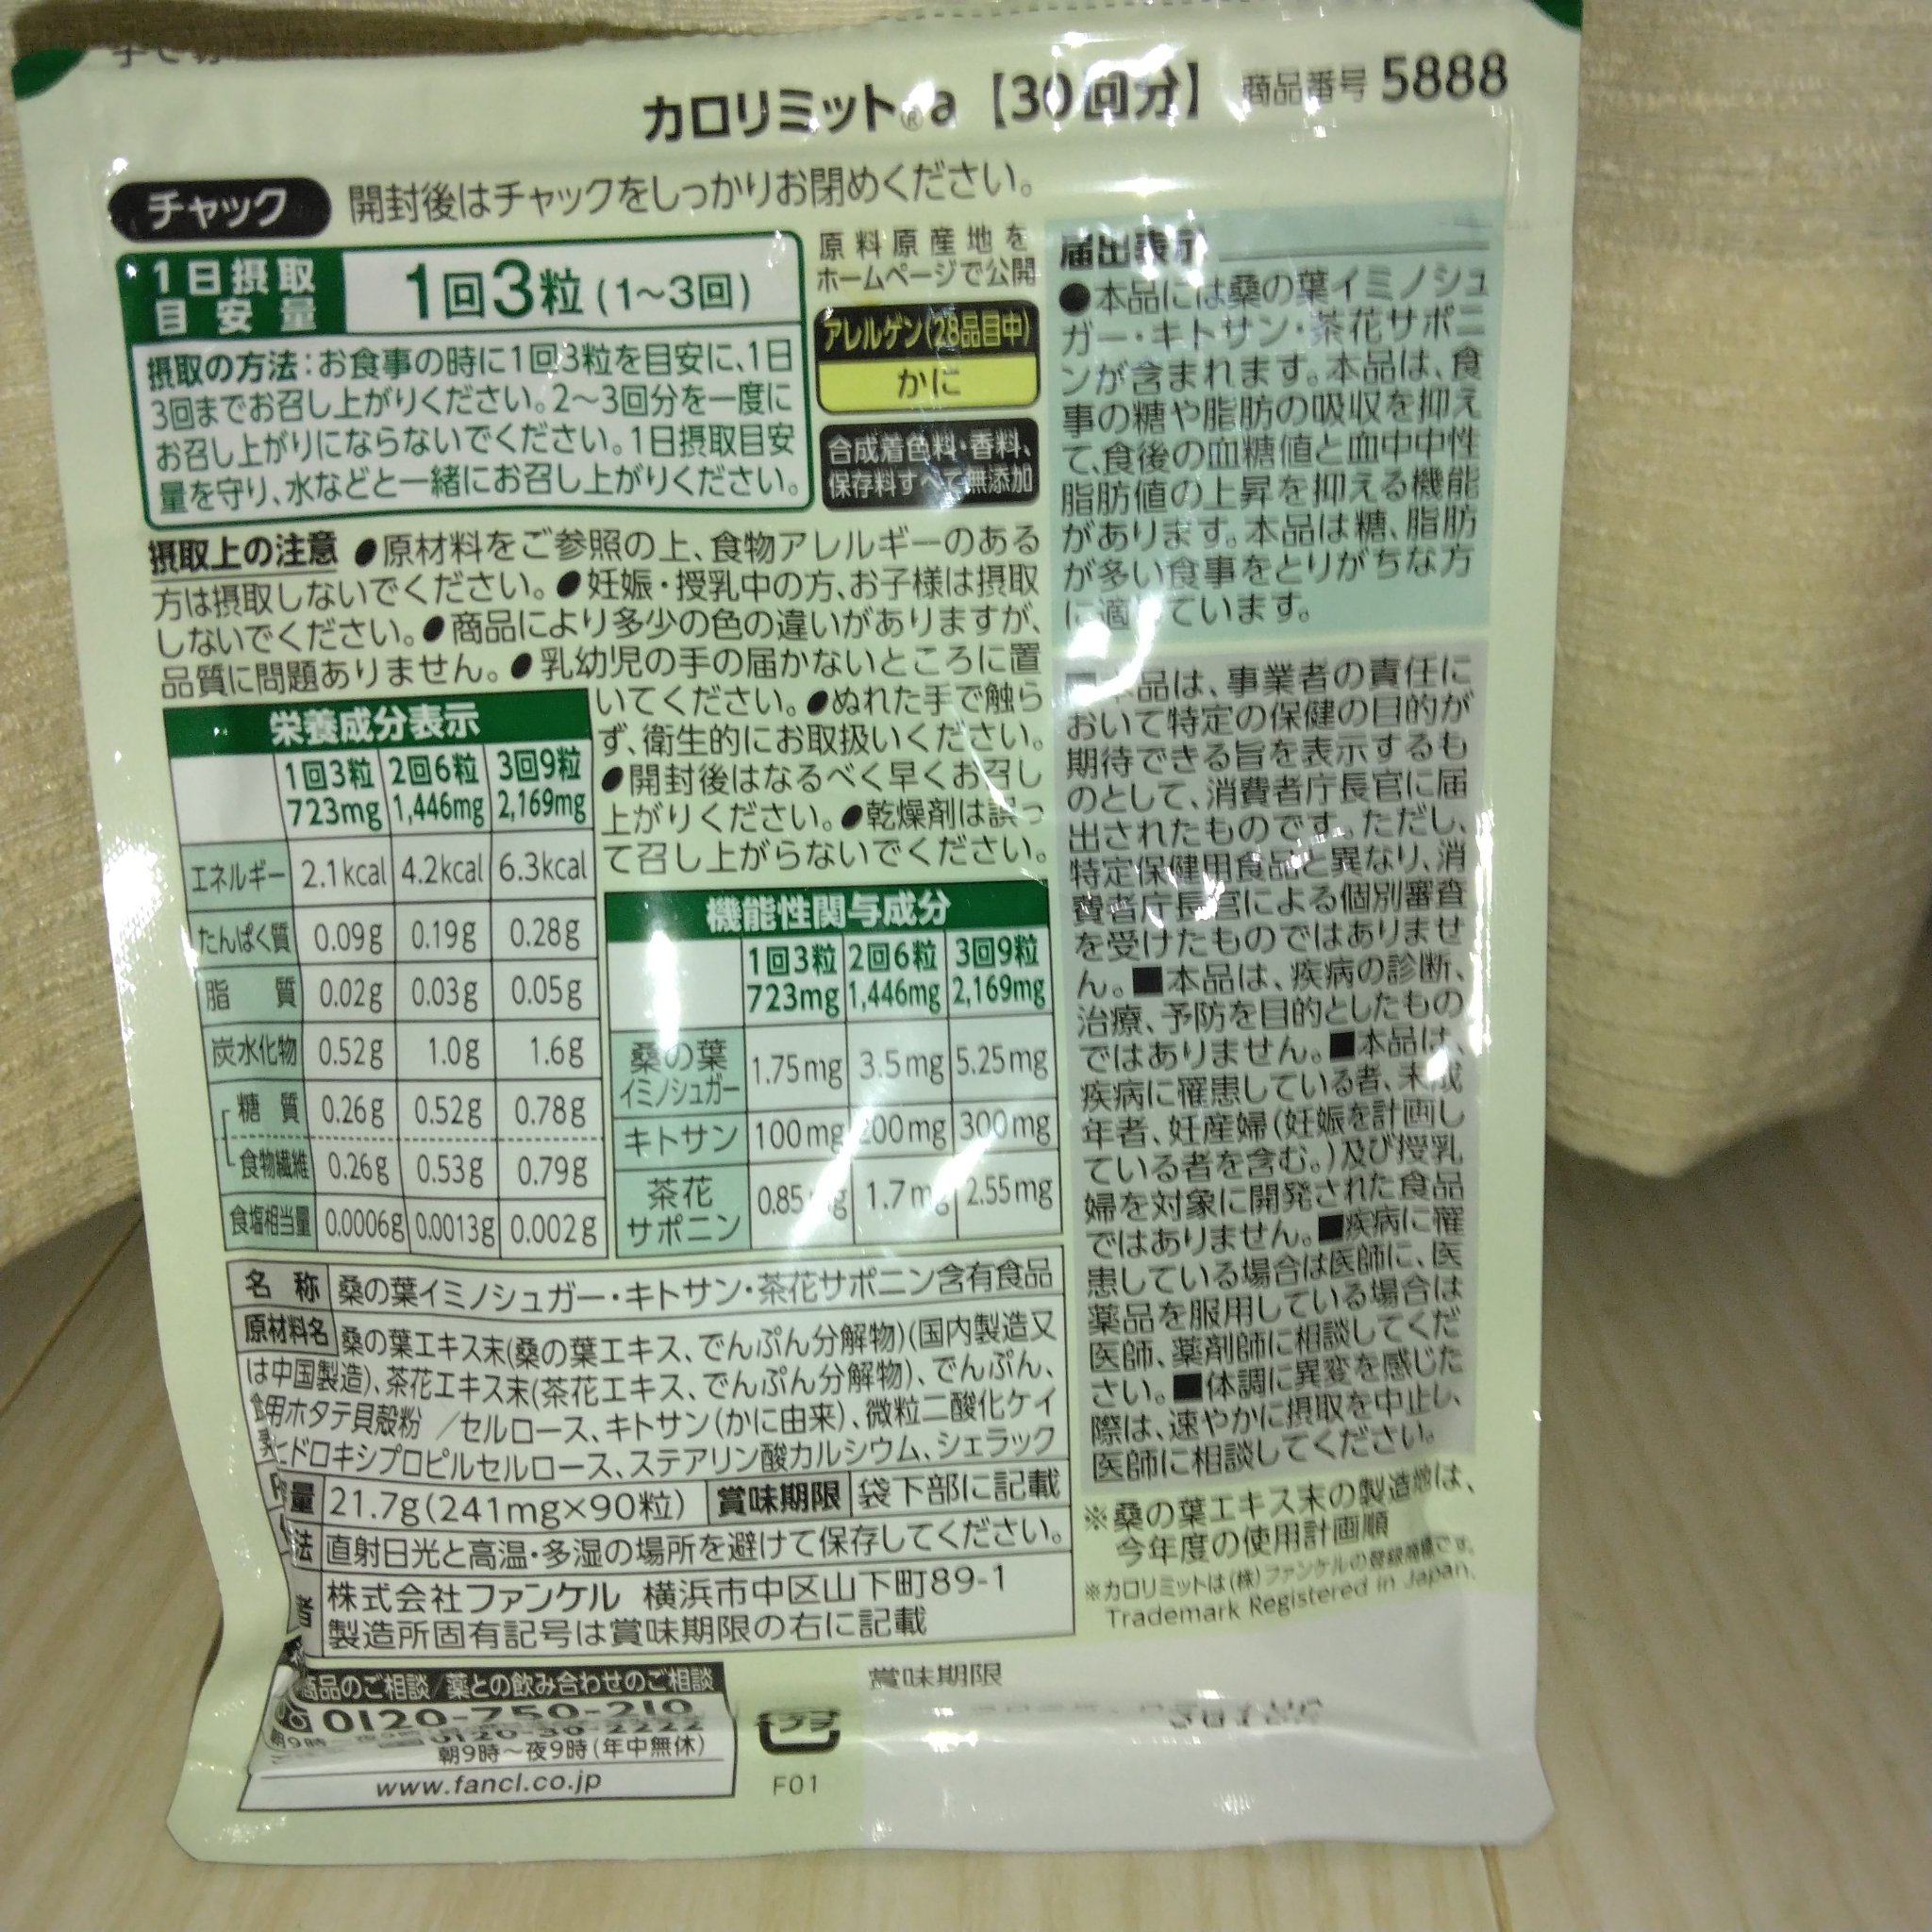 カロリミット®a【30回分】 商品番号 5888
チャック 開封後はチャックをしっかりお閉めください。
1日摂取
目安量
1回3粒(1〜3回)
摂取の方法:お食事の時に1回3粒を目安に、1日
3回までお召し上がりください。2〜3回分を一度に
お召し上がりにならないでください。1日摂取目安
量を守り、水などと一緒にお召し上がりください。
原料原産地を
ホームページで公開
アレルゲン(28品目中)
かに
合成着色料・香料、
保存料すべて無添加
摂取上の注意 ●原材料をご参照の上、食物アレルギーのある
方は摂取しないでください。●妊娠・授乳中の方、お子様は摂取
しないでください。●商品により多少の色の違いがありますが、
品質に問題ありません。●乳幼児の手の届かないところに置
いてください。●ぬれた手で触ら
ず、衛生的にお取扱いください。
●開封後はなるべく早くお召し
上がりください。●乾燥剤は誤っ
て召し上がらないでください。
栄養成分表示
1回3粒 2回6粒 3回9粒
723mg 1,446mg 2,169mg
エネルギー 2.1kcal 4.2kcal 6.3kcal
たんぱく質 0.09g 0.19g 0.28g
脂質 0.02g 0.03g 0.05g
炭水化物 0.52g 1.0g 1.6g
糖質 0.26g 0.52g 0.78g
食物繊維 0.26g 0.53g 0.79g
食塩相当量 0.0006g 0.0013g 0.002g
機能性関与成分
1回3粒 2回6粒 3回9粒
723mg 1,446mg 2,169mg
桑の葉
イミノシュガー 1.75mg 3.5mg 5.25mg
キトサン 100mg 200mg 300mg
茶花
サポニン 0.85mg 1.7mg 2.55mg
名称 桑の葉イミノシュガー・キトサン・茶花サポニン含有食品
原材料名 桑の葉エキス末(桑の葉エキス、でんぷん分解物)(国内製造又
は中国製造)、茶花エキス末(茶花エキス、でんぷん分解物)、でんぷん、
食用ホタテ貝殻粉/セルロース、キトサン(かに由来)、微粒二酸化ケイ
素、ヒドロキシプロピルセルロース、ステアリン酸カルシウム、シェラック
量 21.7g(241mg×90粒) 賞味期限 袋下部に記載
法 直射日光と高温・多湿の場所を避けて保存してください。
者 株式会社ファンケル 横浜市中区山下町89-1
製造所固有記号は賞味期限の右に記載
商品のご相談/薬との飲み合わせのご相談
0120-750-210
朝9時〜夜9時(年中無休)
www.fancl.co.jp
プラ
F01
賞味期限
届出表示
●本品には桑の葉イミノシュ
ガー・キトサン・茶花サポニ
ンが含まれます。本品は、食
事の糖や脂肪の吸収を抑え
て、食後の血糖値と血中中性
脂肪値の上昇を抑える機能
があります。本品は糖、脂肪
が多い食事をとりがちな方
に適しています。
■本品は、事業者の責任に
おいて特定の保健の目的が
期待できる旨を表示するも
のとして、消費者庁長官に届
出されたものです。ただし、
特定保健用食品と異なり、消
費者庁長官による個別審査
を受けたものではありませ
ん。■本品は、疾病の診断、
治療、予防を目的としたもの
ではありません。■本品は、
疾病に罹患している者、未成
年者、妊産婦(妊娠を計画し
ている者を含む。)及び授乳
婦を対象に開発された食品
ではありません。■疾病に罹
患している場合は医師に、医
薬品を服用している場合は
医師、薬剤師に相談してくだ
さい。■体調に異変を感じた
際は、速やかに摂取を中止し、
医師に相談してください。
※桑の葉エキス末の製造地は、
今年度の使用計画順
※カロリミットは(株)ファンケルの登録商標です。
Trademark Registered in Japan.